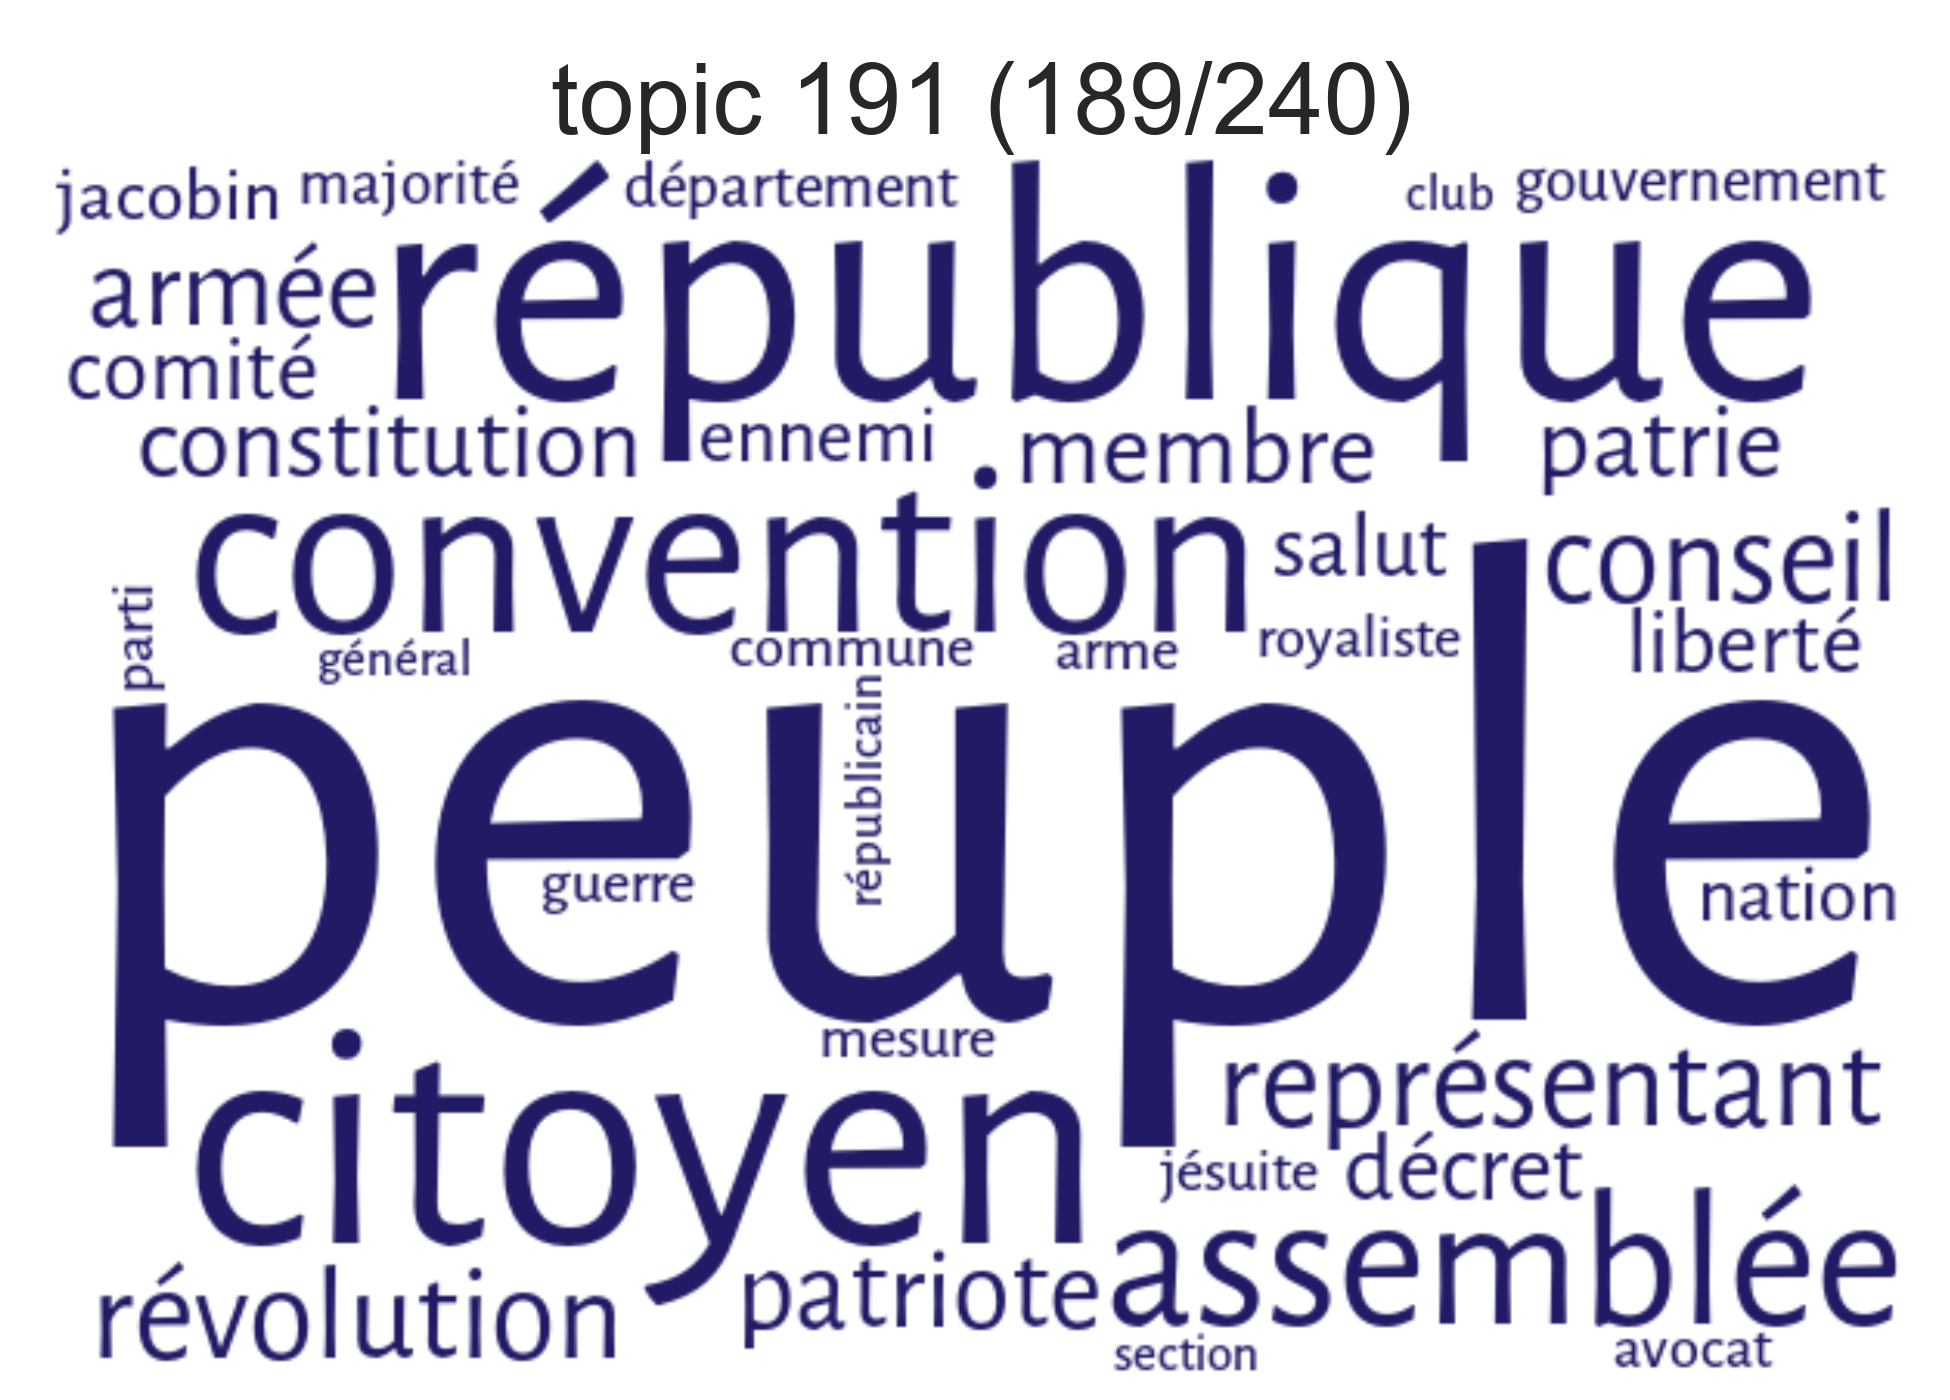 topic 191 (189/240)
jacobin majorité département club gouvernement
armée république
comité
constitution ennemi membre patrie
convention salut conseil
parti général commune arme royaliste liberté
peuple
républicain
guerre nation
mesure
citoyen représentant
jésuite décret
révolution patriote assemblée
section avocat